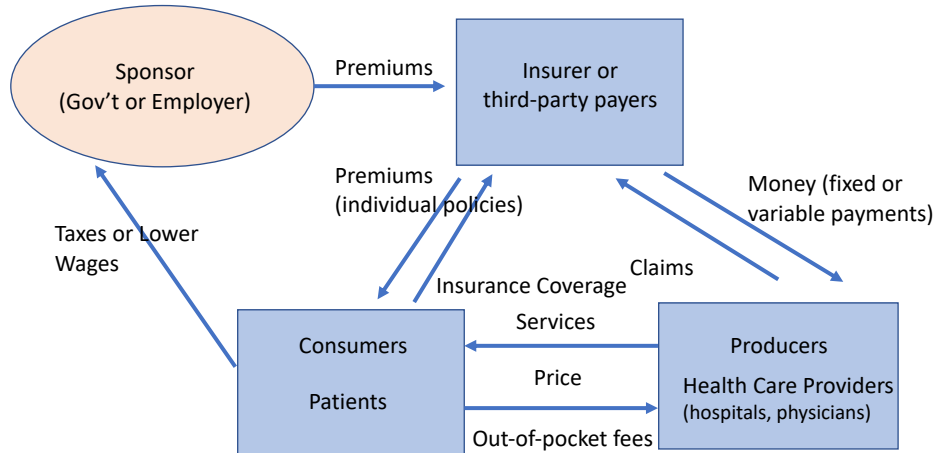 Sponsor
(Gov’t or Employer)
Premiums
Insurer or
third-party payers
Premiums
(individual policies)
Money (fixed or
variable payments)
Taxes or Lower
Wages
Claims
Insurance Coverage
Services
Consumers
Patients
Price
Out-of-pocket fees
Producers
Health Care Providers
(hospitals, physicians)